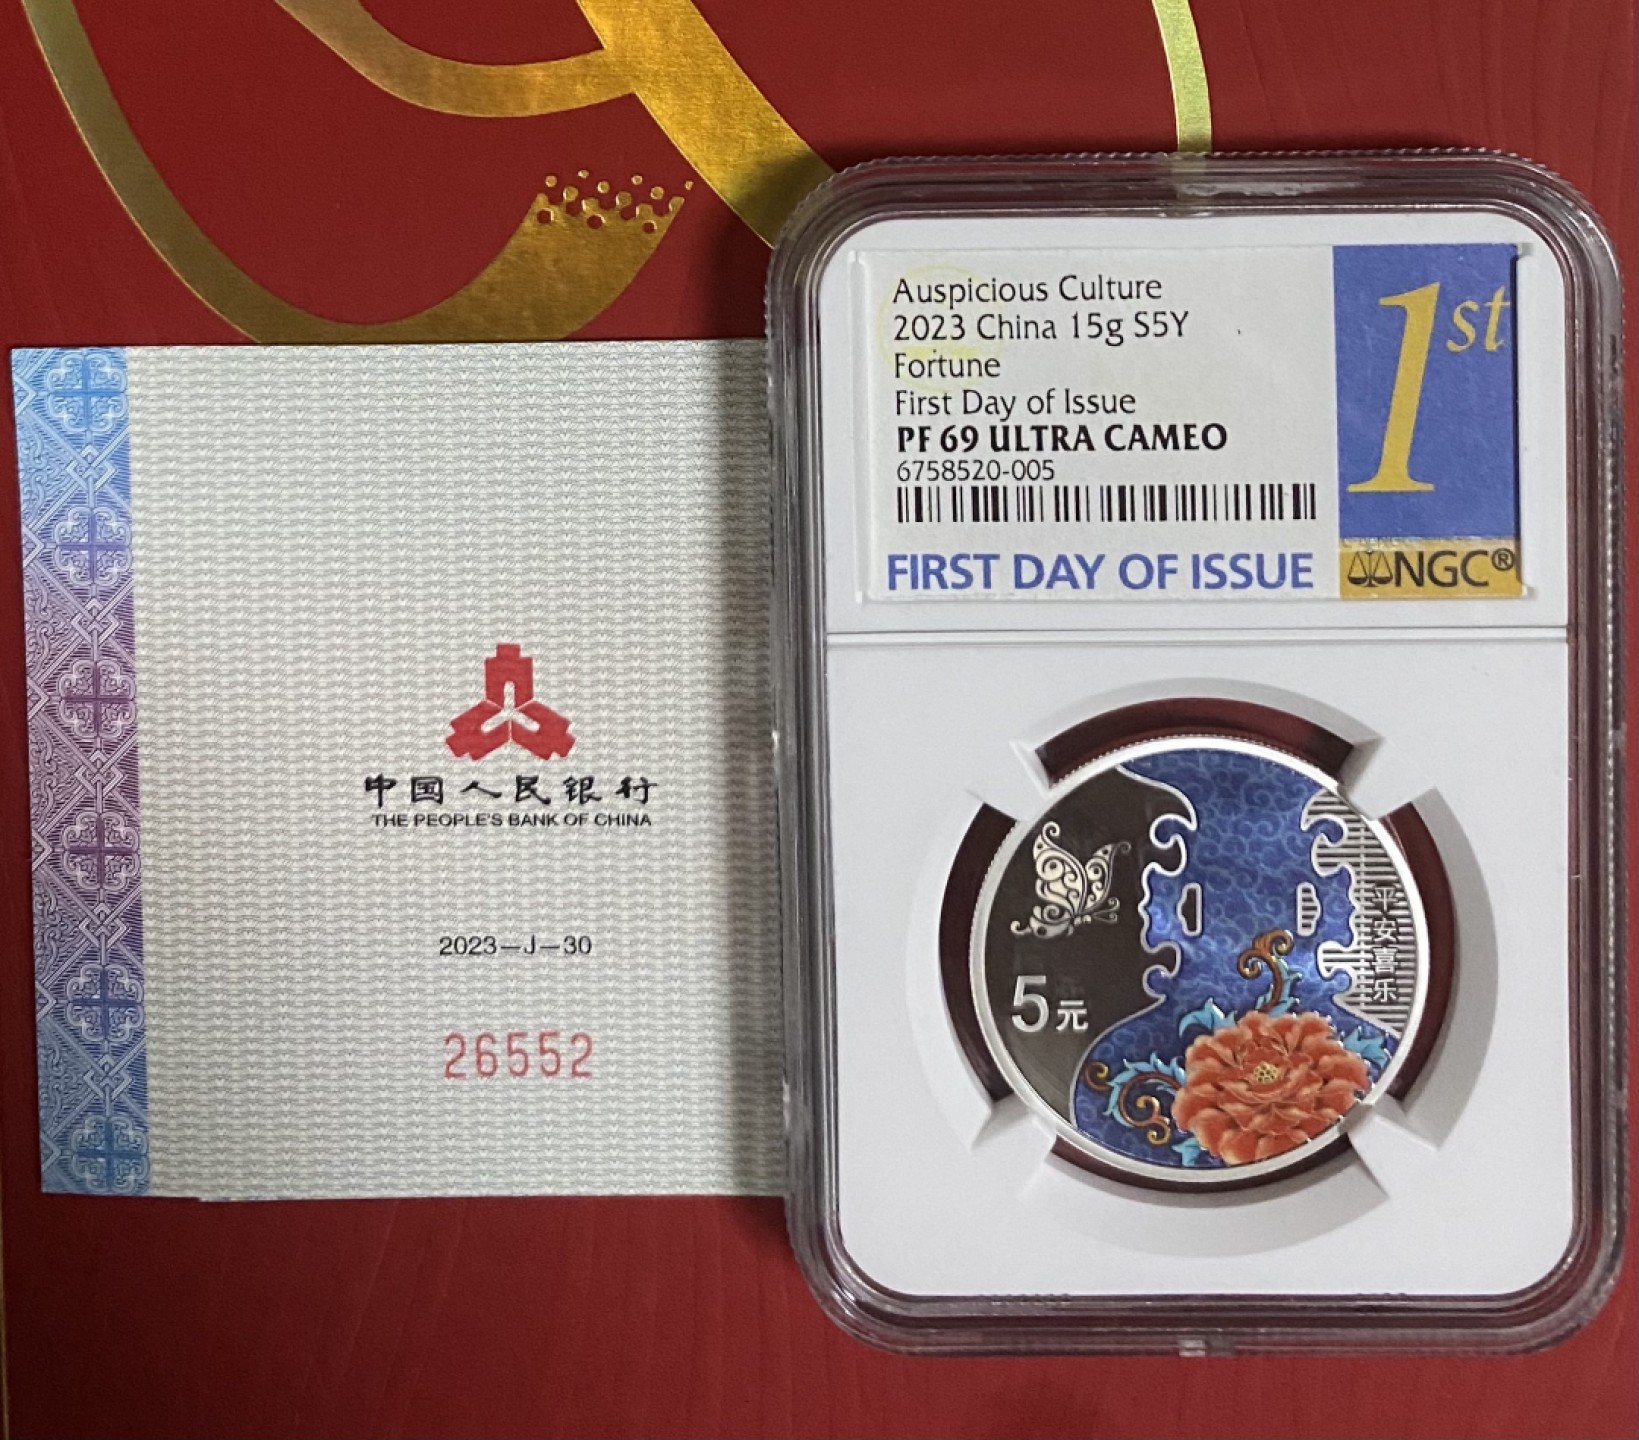 中国人民银行
THE PEOPLE'S BANK OF CHINA
2023—J—30
26552
Auspicious Culture
2023 China 15g S5Y
Fortune
First Day of Issue
PF 69 ULTRA CAMEO
6758520-005
FIRST DAY OF ISSUE
1st
NGC®
平安喜乐
5元